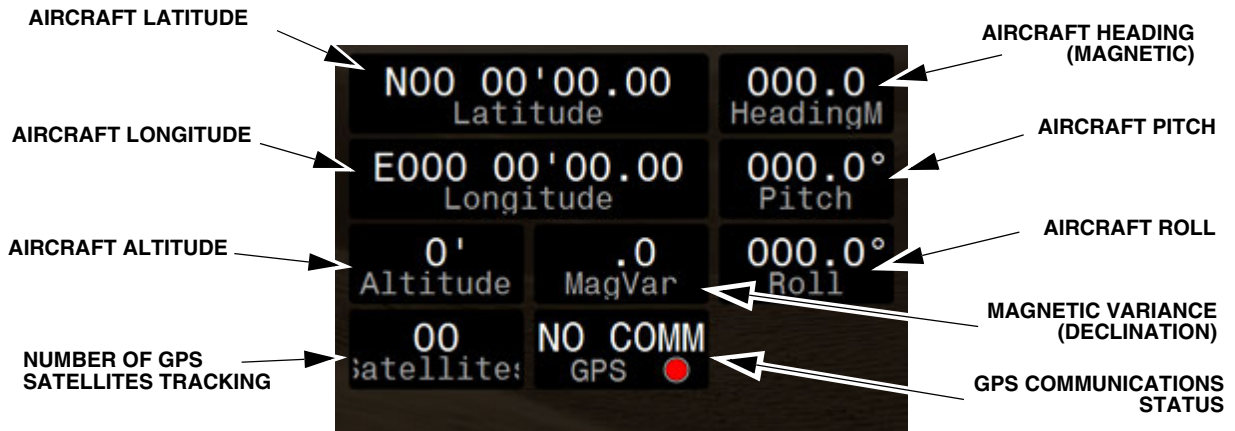 AIRCRAFT LATITUDE
AIRCRAFT HEADING
(MAGNETIC)
N00 00'00.00
Latitude
000.0
HeadingM
AIRCRAFT LONGITUDE
AIRCRAFT PITCH
E000 00'00.00
Longitude
000.0°
Pitch
AIRCRAFT ALTITUDE
AIRCRAFT ROLL
0'
Altitude
.0
MagVar
000.0°
Roll
MAGNETIC VARIANCE
(DECLINATION)
NUMBER OF GPS
SATELLITES TRACKING
00
Satellites
NO COMM
GPS
GPS COMMUNICATIONS
STATUS